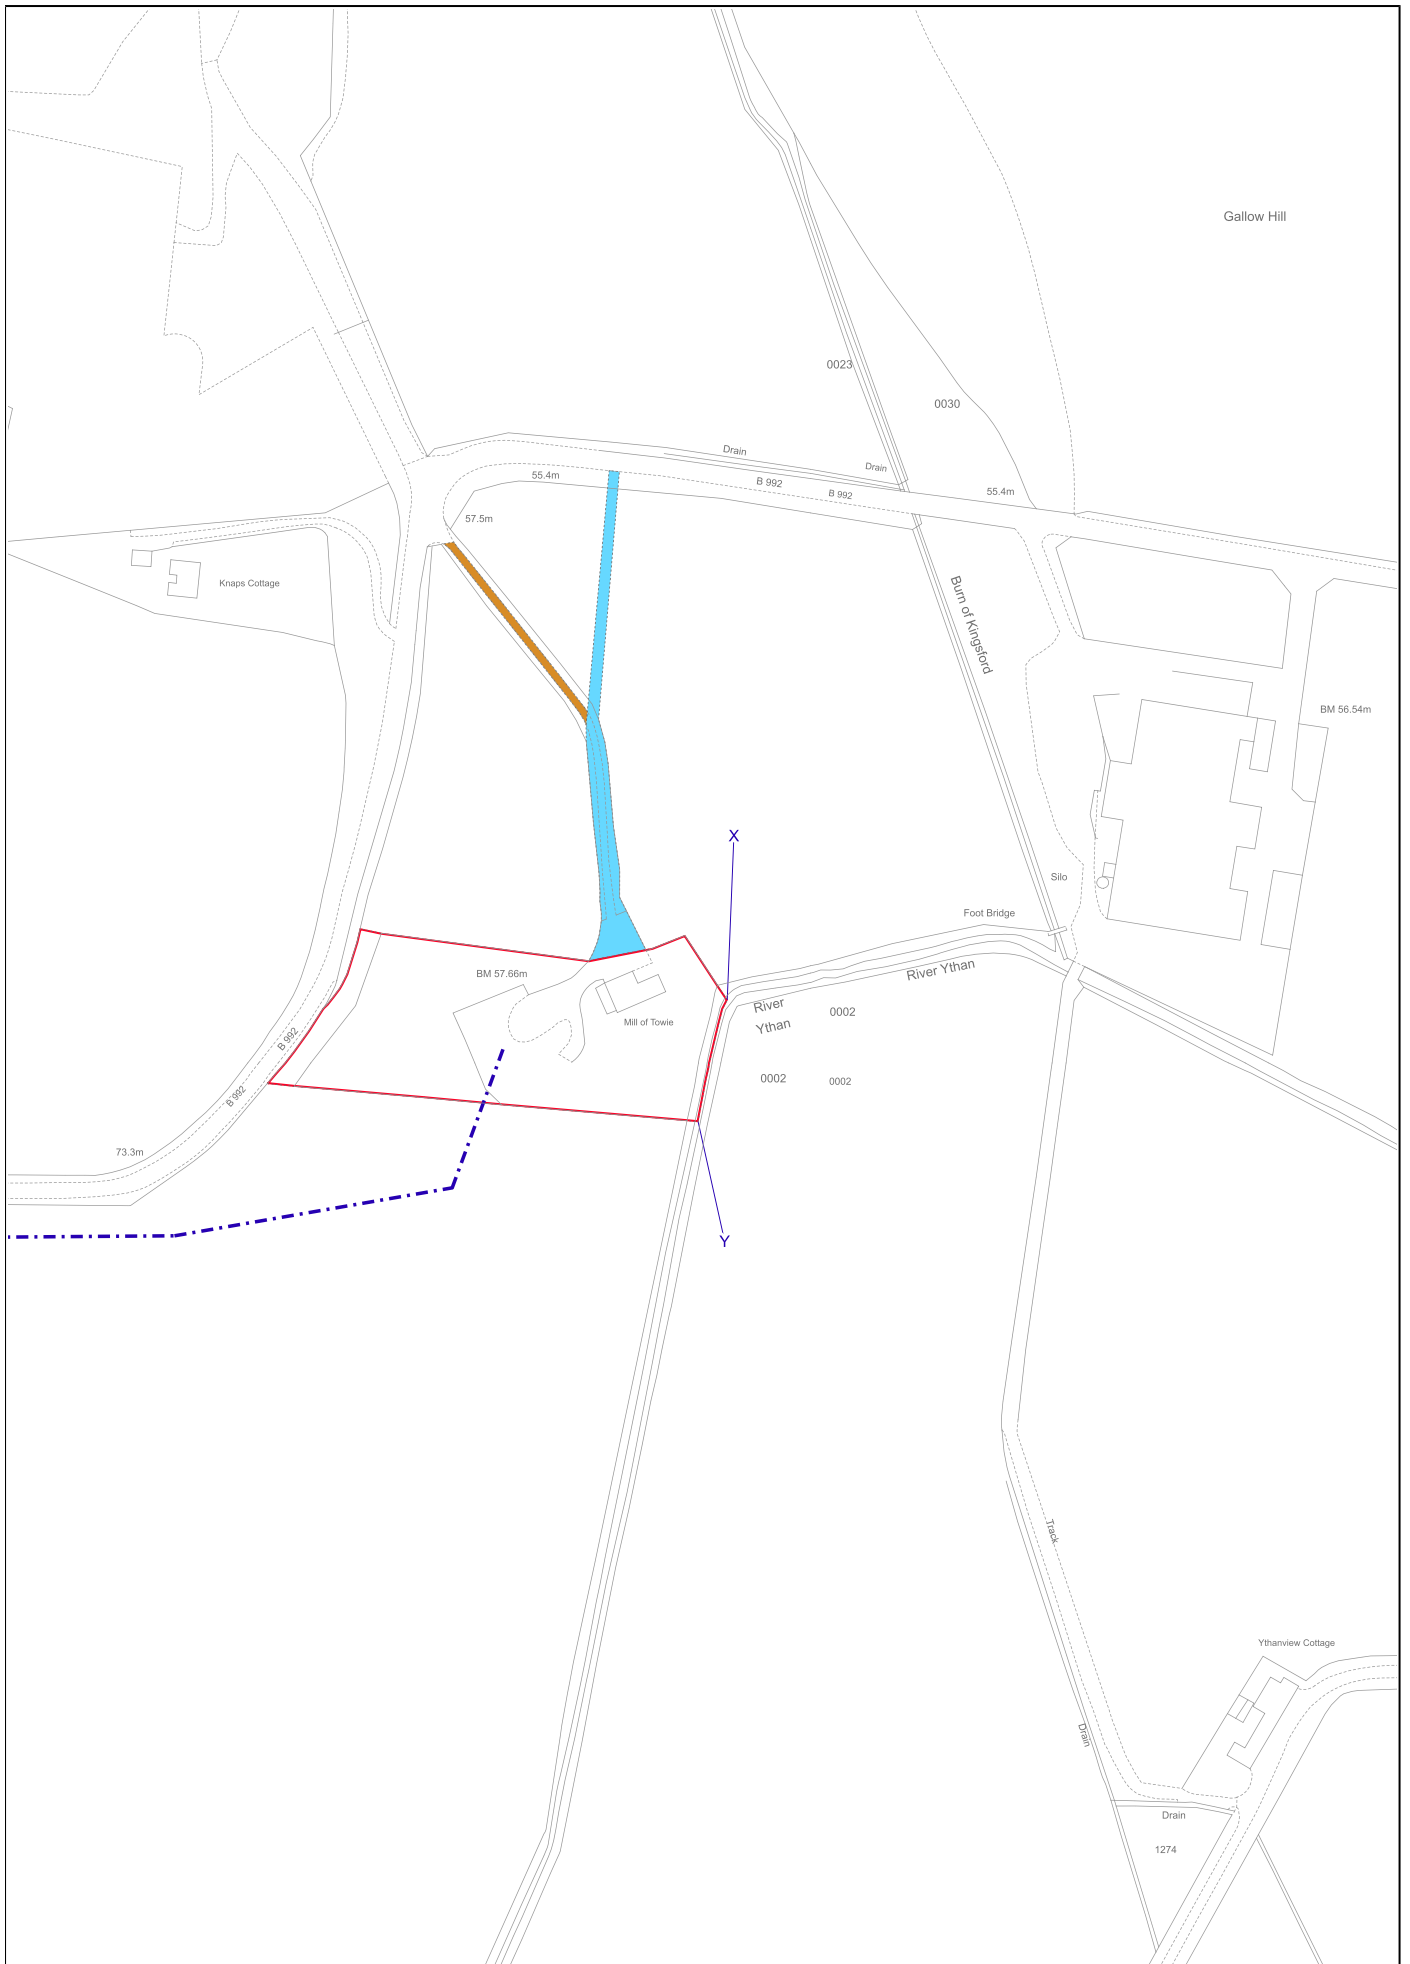 Gallow Hill
0023
0030
Drain
Drain
55.4m
B 992
B 992
55.4m
57.5m
Knaps Cottage
Burn of Kingsford
BM 56.54m
X
Silo
Foot Bridge
BM 57.66m
River Ythan
River
Ythan
0002
Mill of Towie
B 992
0002
0002
B 992
73.3m
Y
Track
Ythanview Cottage
Drain
Drain
1274